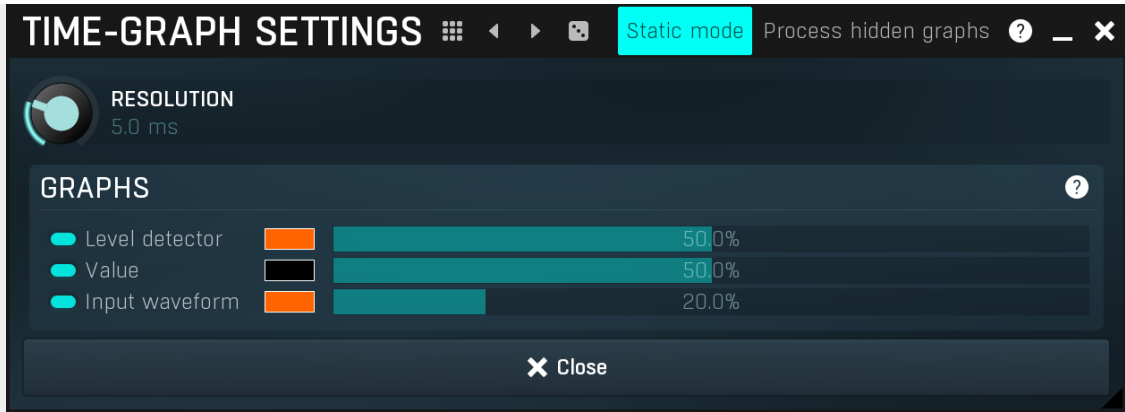 TIME-GRAPH SETTINGS Static mode Process hidden graphs ?
RESOLUTION
5.0 ms
GRAPHS ?
Level detector 50.0%
Value 50.0%
Input waveform 20.0%
Close